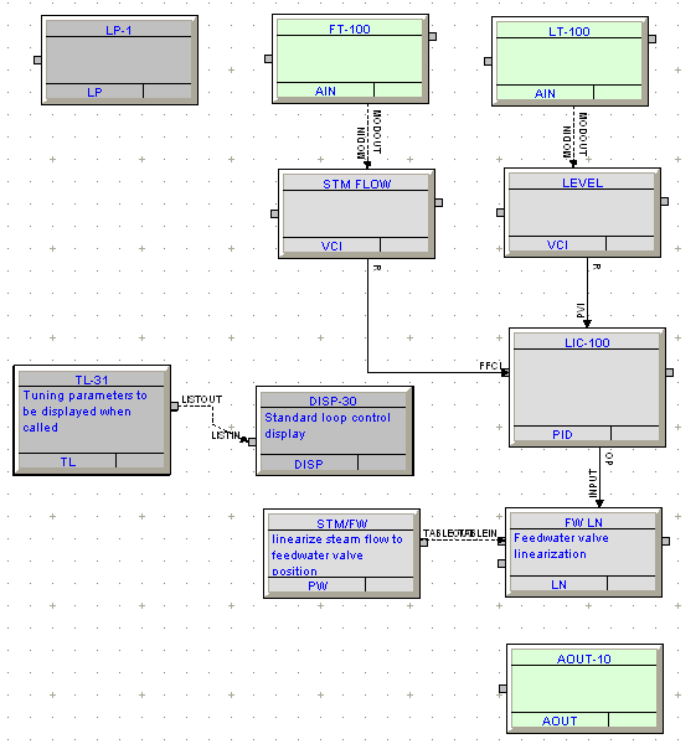 LP-1
LP
FT-100
AIN
LT-100
AIN
MODOUT
MODIN
MODOUT
MODIN
STM FLOW
VCI
LEVEL
VCI
R
R
PVI
FFCI
LIC-100
PID
TL-31
Tuning parameters to
be displayed when
called
TL
LISTOUT
LISTIN
DISP-30
Standard loop control
display
DISP
OP
INPUT
STM/FW
linearize steam flow to
feedwater valve
position
PW
TABLEIN
FW LN
Feedwater valve
linearization
LN
AOUT-10
AOUT